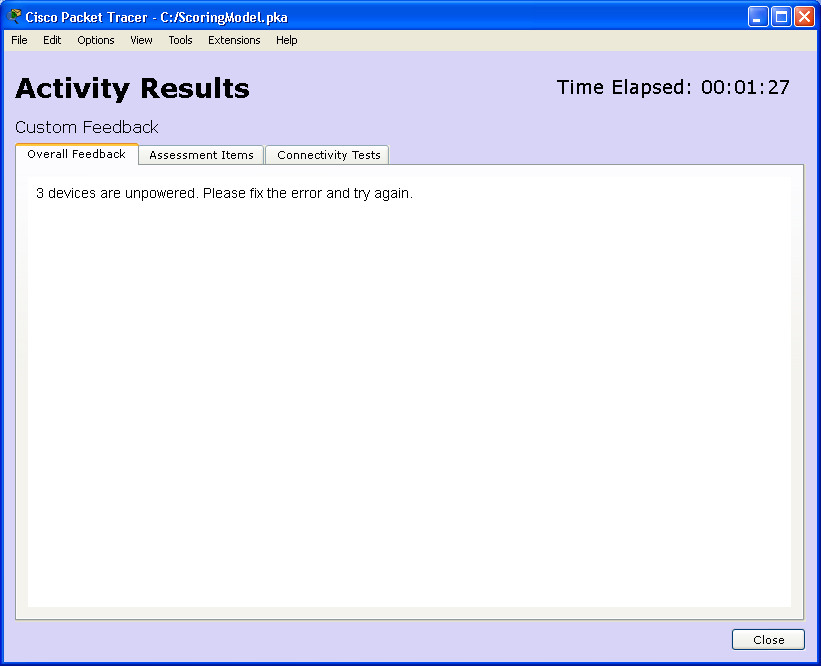 Cisco Packet Tracer - C:/ScoringModel.pka
File Edit Options View Tools Extensions Help
Activity Results
Time Elapsed: 00:01:27
Custom Feedback
Overall Feedback Assessment Items Connectivity Tests
3 devices are unpowered. Please fix the error and try again.
Close